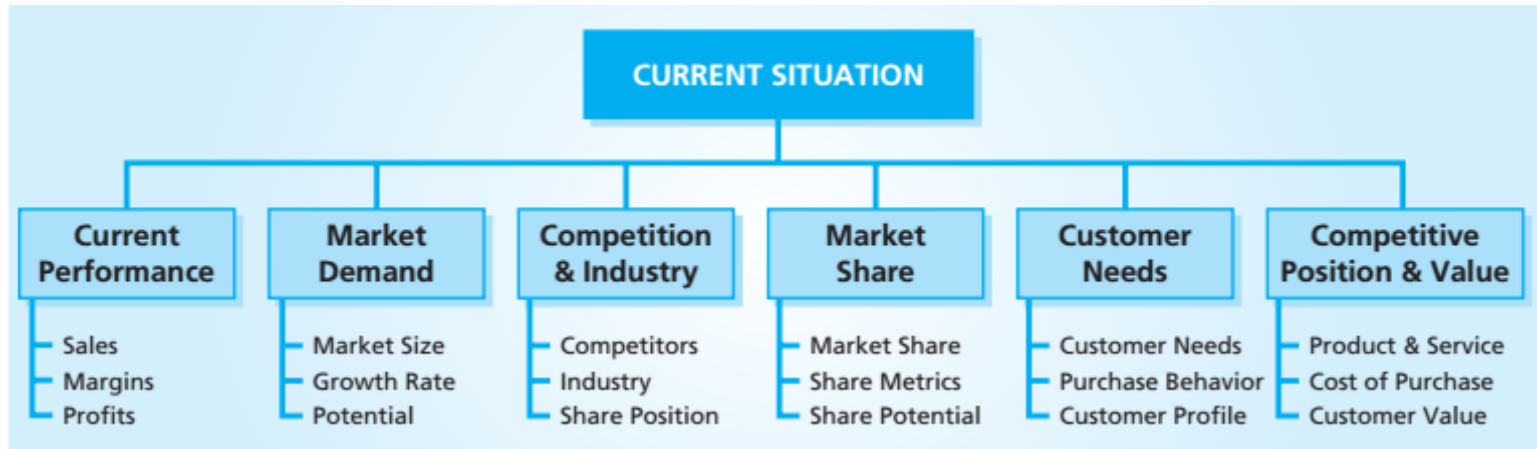 CURRENT SITUATION
Current
Performance
Sales
Margins
Profits
Market
Demand
Market Size
Growth Rate
Potential
Competition
& Industry
Competitors
Industry
Share Position
Market
Share
Market Share
Share Metrics
Share Potential
Customer
Needs
Customer Needs
Purchase Behavior
Customer Profile
Competitive
Position & Value
Product & Service
Cost of Purchase
Customer Value